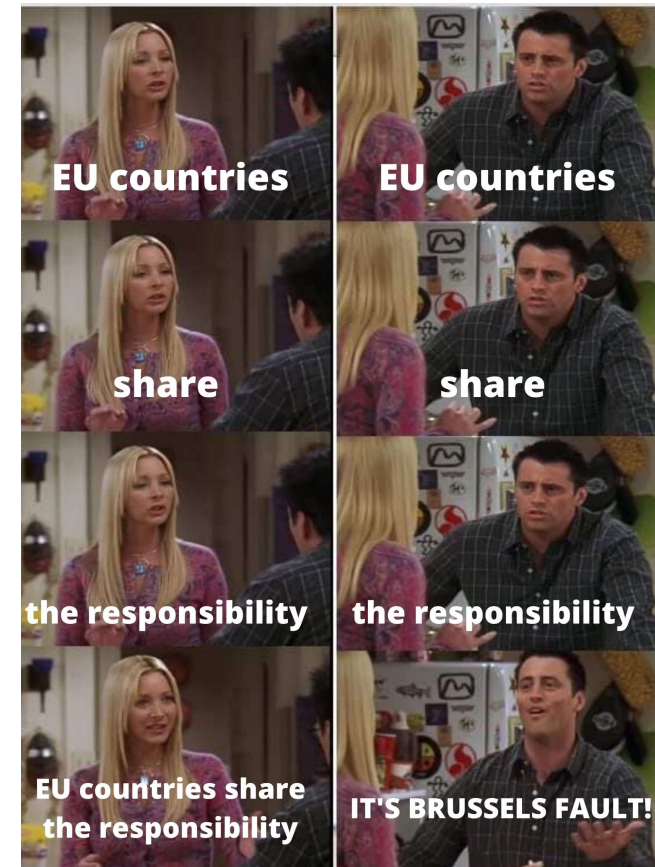 EU countries
EU countries
share
share
the responsibility
the responsibility
EU countries share
the responsibility
IT'S BRUSSELS FAULT!